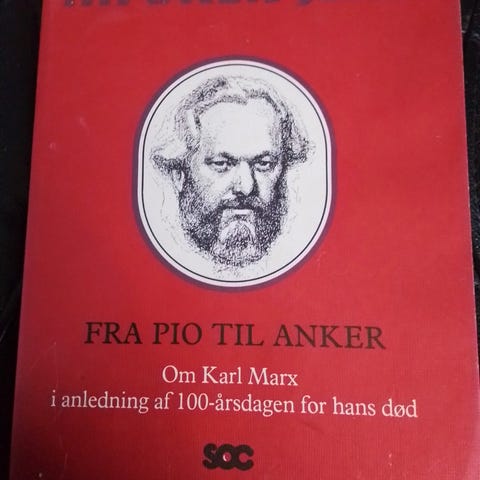 FRA PIO TIL ANKER
Om Karl Marx
i anledning af 100-årsdagen for hans død
SOC